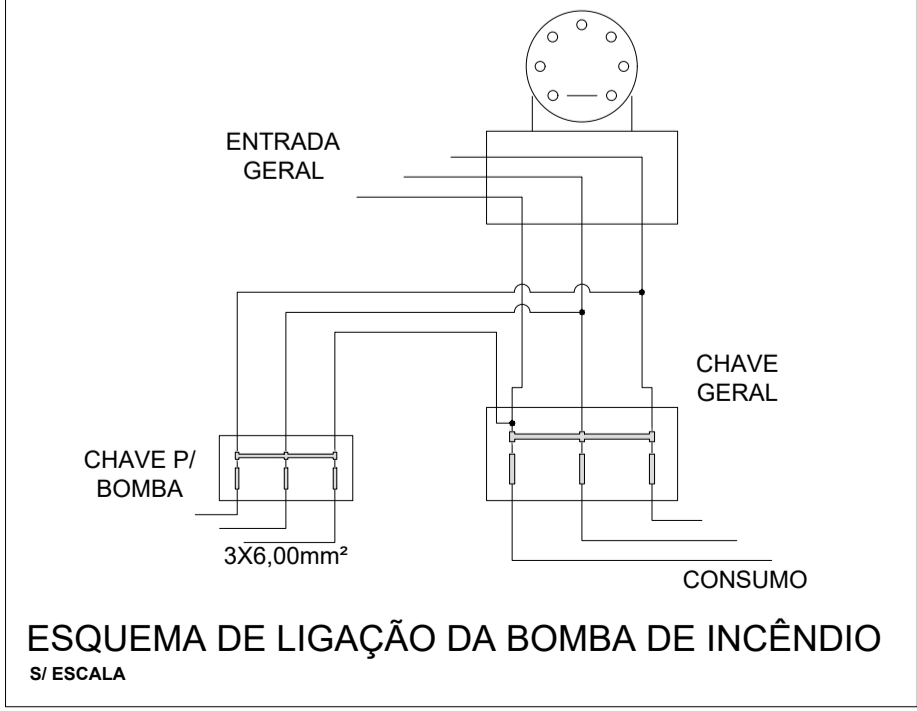 ENTRADA
GERAL
CHAVE
GERAL
CHAVE P/
BOMBA
3X6,00mm²
CONSUMO
ESQUEMA DE LIGAÇÃO DA BOMBA DE INCÊNDIO
S/ ESCALA